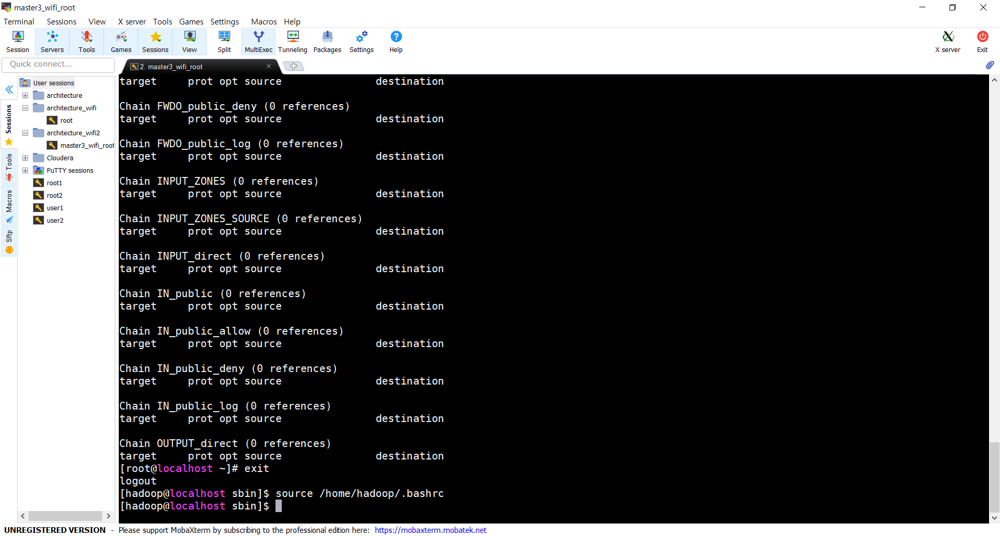 master3_wifi_root
Terminal Sessions View X server Tools Games Settings Macros Help
Session Servers Tools Games Sessions View Split MultiExec Tunneling Packages Settings Help X server Exit
Quick connect...
2. master3_wifi_root
Sessions
Tools
Macros
Sftp
User sessions
architecture
architecture_wifi
root
architecture_wifi2
master3_wifi_root
Cloudera
PuTTY sessions
root1
root2
user1
user2
target     prot opt source               destination
Chain FWDO_public_deny (0 references)
target     prot opt source               destination
Chain FWDO_public_log (0 references)
target     prot opt source               destination
Chain INPUT_ZONES (0 references)
target     prot opt source               destination
Chain INPUT_ZONES_SOURCE (0 references)
target     prot opt source               destination
Chain INPUT_direct (0 references)
target     prot opt source               destination
Chain IN_public (0 references)
target     prot opt source               destination
Chain IN_public_allow (0 references)
target     prot opt source               destination
Chain IN_public_deny (0 references)
target     prot opt source               destination
Chain IN_public_log (0 references)
target     prot opt source               destination
Chain OUTPUT_direct (0 references)
target     prot opt source               destination
[root@localhost ~]# exit
logout
[hadoop@localhost sbin]$ source /home/hadoop/.bashrc
[hadoop@localhost sbin]$
UNREGISTERED VERSION - Please support MobaXterm by subscribing to the professional edition here: https://mobaxterm.mobatek.net